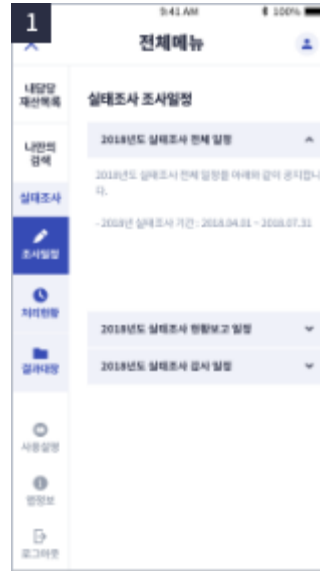 1
9:41 AM
100%
전체메뉴
내담당
재산목록
나만의
검색
실태조사
조사일정
처리현황
결과대장
사용설명
앱정보
로그아웃
실태조사 조사일정
2018년도 실태조사 전체 일정
2018년도 실태조사 전체 일정을 아래와 같이 공지합니
다.
- 2018년 실태조사 기간 : 2018.04.01 ~ 2018.07.31
2018년도 실태조사 현황보고 일정
2018년도 실태조사 감사 일정